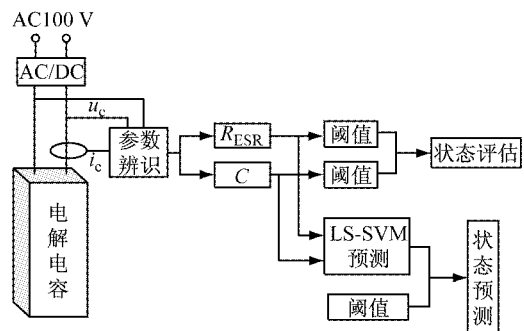 AC100 V
AC/DC
uc
ic
参数
辨识
RESR
C
阈值
阈值
状态评估
电解电容
LS-SVM
预测
阈值
状态预测